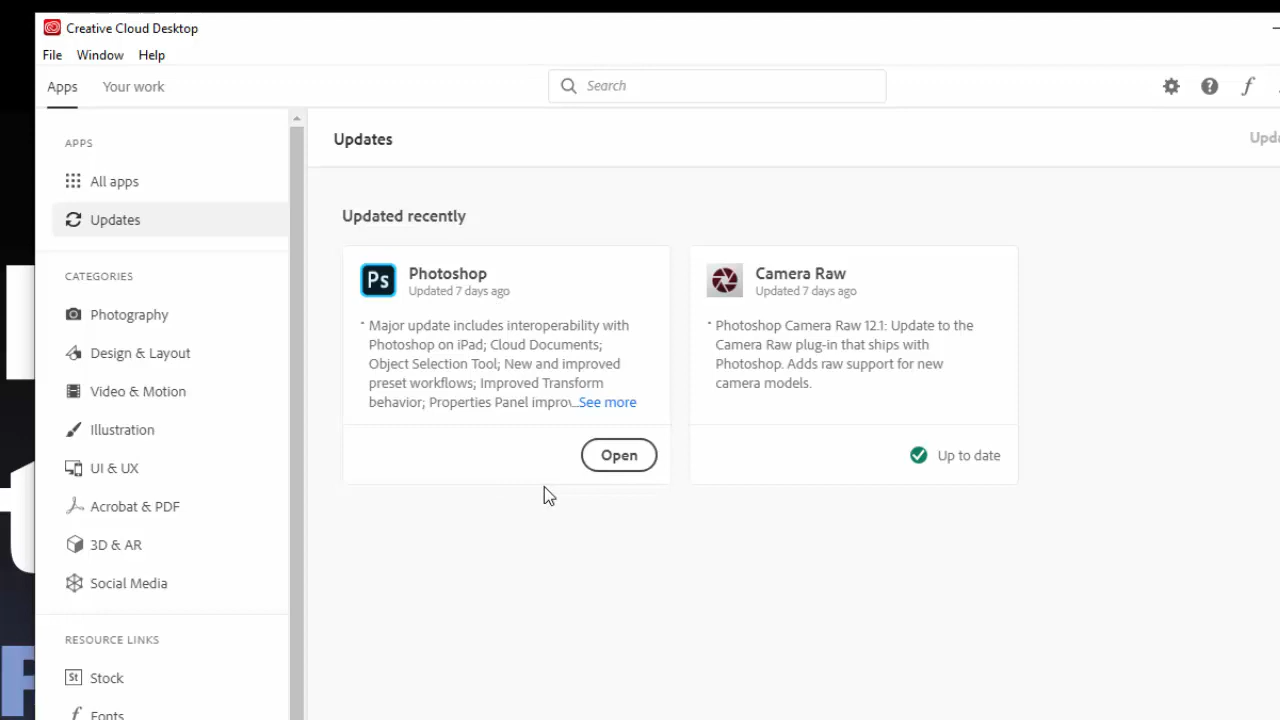 Creative Cloud Desktop
File Window Help
Apps Your work
Search
APPS
All apps
Updates
CATEGORIES
Photography
Design & Layout
Video & Motion
Illustration
UI & UX
Acrobat & PDF
3D & AR
Social Media
RESOURCE LINKS
St Stock
Fonts
Updates
Updated recently
Ps Photoshop
Updated 7 days ago
Major update includes interoperability with
Photoshop on iPad; Cloud Documents;
Object Selection Tool; New and improved
preset workflows; Improved Transform
behavior; Properties Panel improv...See more
Open
Camera Raw
Updated 7 days ago
Photoshop Camera Raw 12.1: Update to the
Camera Raw plug-in that ships with
Photoshop. Adds raw support for new
camera models.
Up to date